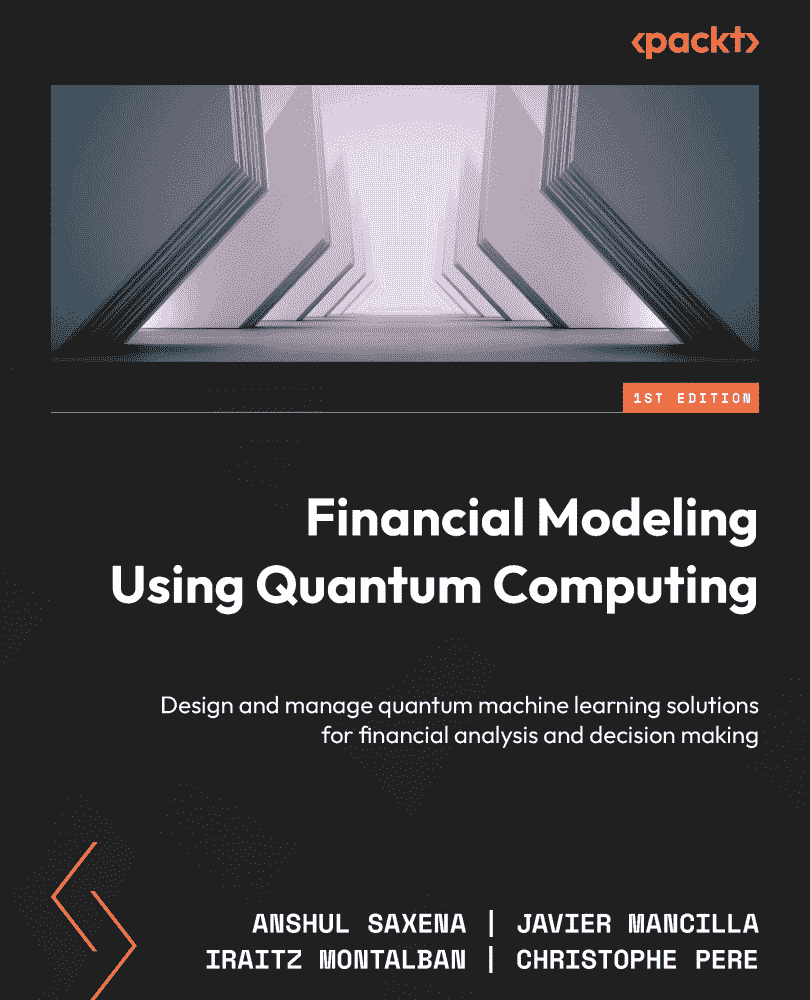 <packt>
1ST EDITION
Financial Modeling
Using Quantum Computing
Design and manage quantum machine learning solutions
for financial analysis and decision making
ANSHUL SAXENA | JAVIER MANCILLA
IRAITZ MONTALBAN | CHRISTOPHE PERE